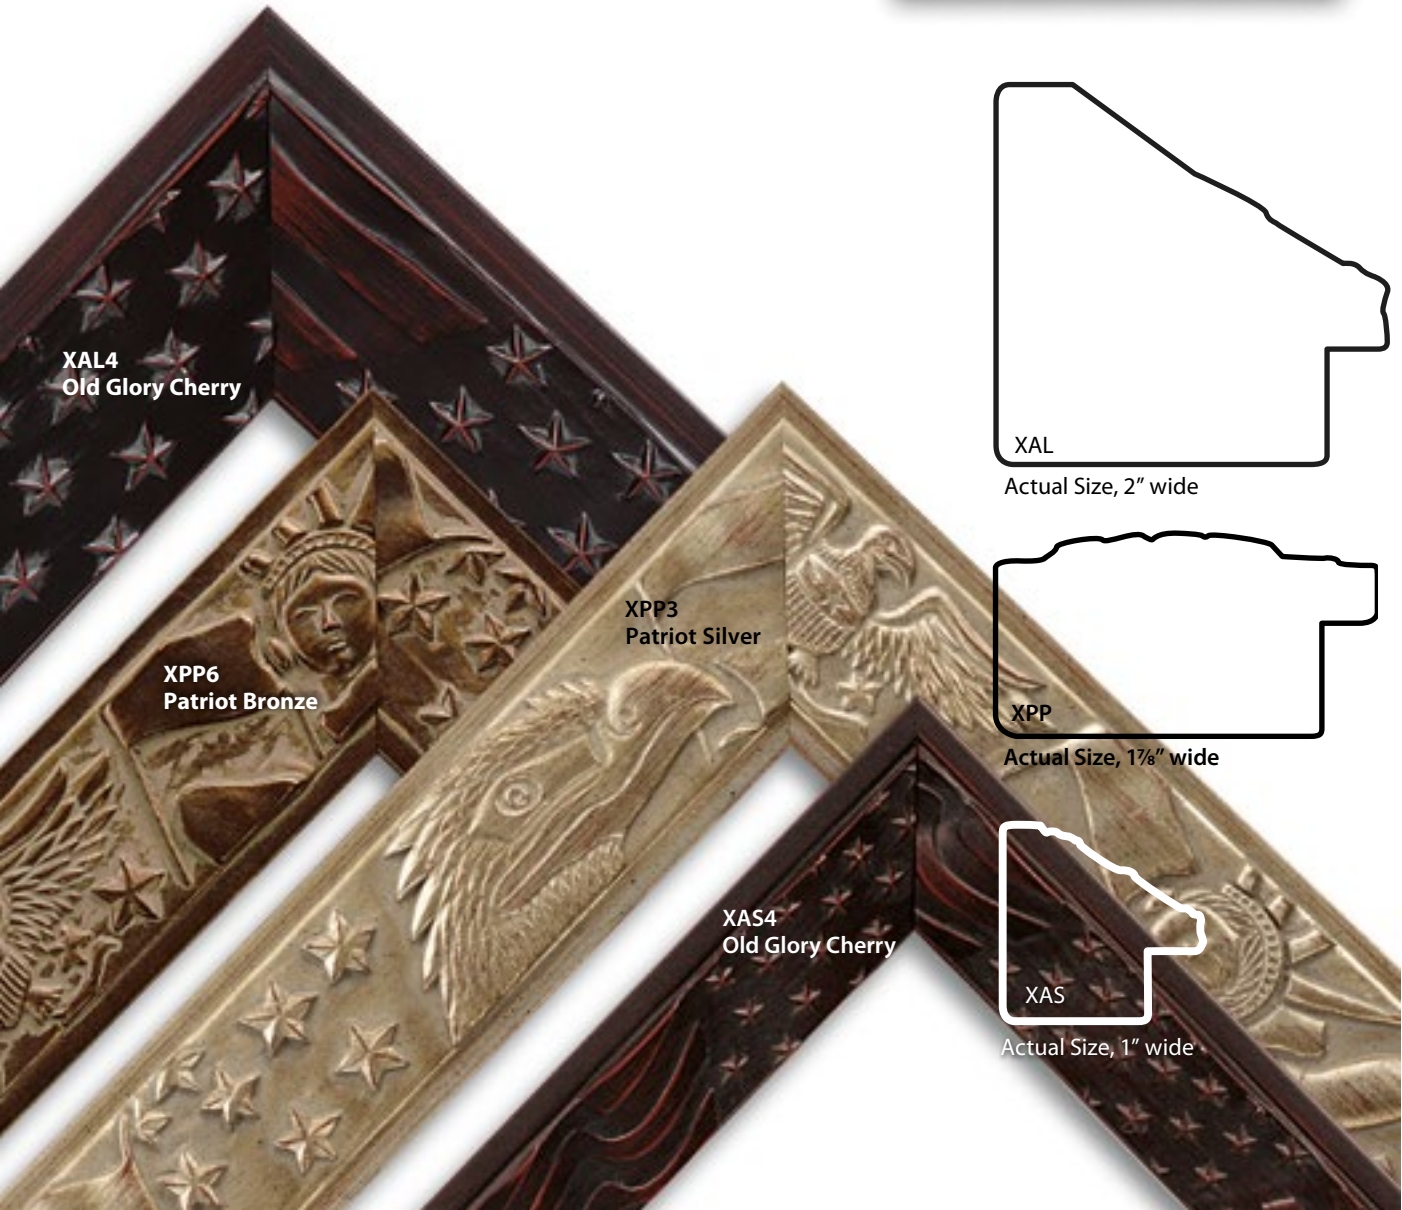 XAL4
Old Glory Cherry
XAL
Actual Size, 2” wide
XPP3
Patriot Silver
XPP6
Patriot Bronze
XPP
Actual Size, 1⅞” wide
XAS4
Old Glory Cherry
XAS
Actual Size, 1” wide